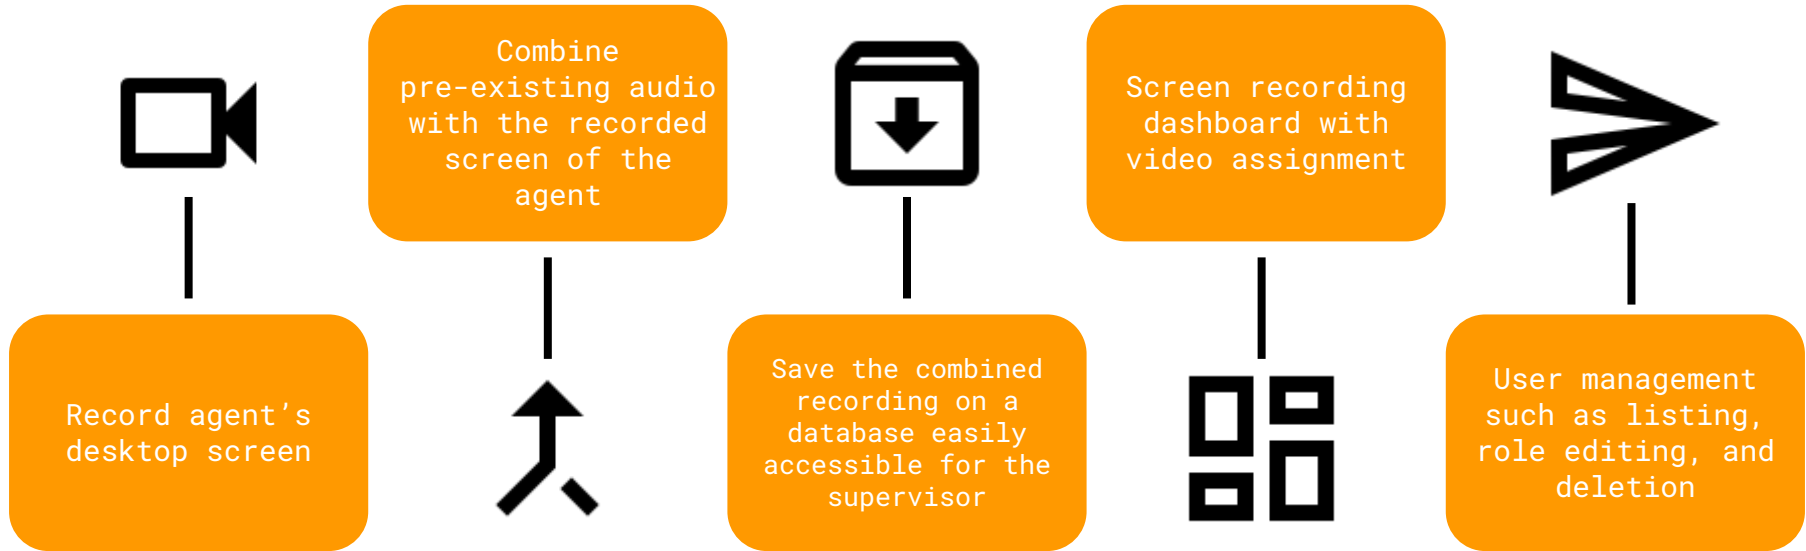 Record agent’s
desktop screen
Combine
pre-existing audio
with the recorded
screen of the
agent
Save the combined
recording on a
database easily
accessible for the
supervisor
Screen recording
dashboard with
video assignment
User management
such as listing,
role editing, and
deletion